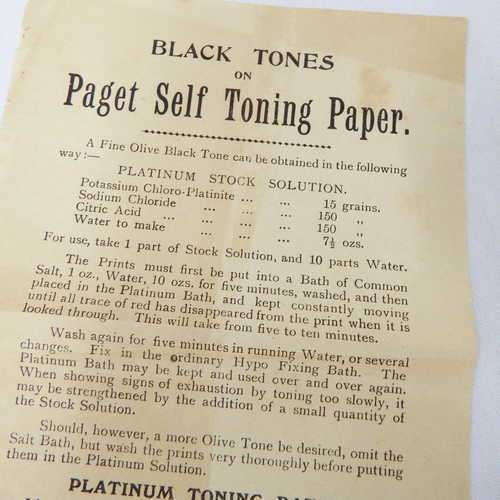 BLACK TONES
ON
Paget Self Toning Paper.
A Fine Olive Black Tone can be obtained in the following
way:—
PLATINUM STOCK SOLUTION.
Potassium Chloro-Platinite ... ... 15 grains.
Sodium Chloride ... ... 150 ,,
Citric Acid ... ... ... 150 ,,
Water to make ... ... 7½ ozs.
For use, take 1 part of Stock Solution, and 10 parts Water.
The Prints must first be put into a Bath of Common
Salt, 1 oz., Water, 10 ozs. for five minutes, washed, and then
placed in the Platinum Bath, and kept constantly moving
until all trace of red has disappeared from the print when it is
looked through. This will take from five to ten minutes.
Wash again for five minutes in running Water, or several
changes. Fix in the ordinary Hypo Fixing Bath. The
Platinum Bath may be kept and used over and over again.
When showing signs of exhaustion by toning too slowly, it
may be strengthened by the addition of a small quantity of
the Stock Solution.
Should, however, a more Olive Tone be desired, omit the
Salt Bath, but wash the prints very thoroughly before putting
them in the Platinum Solution.
PLATINUM TONING